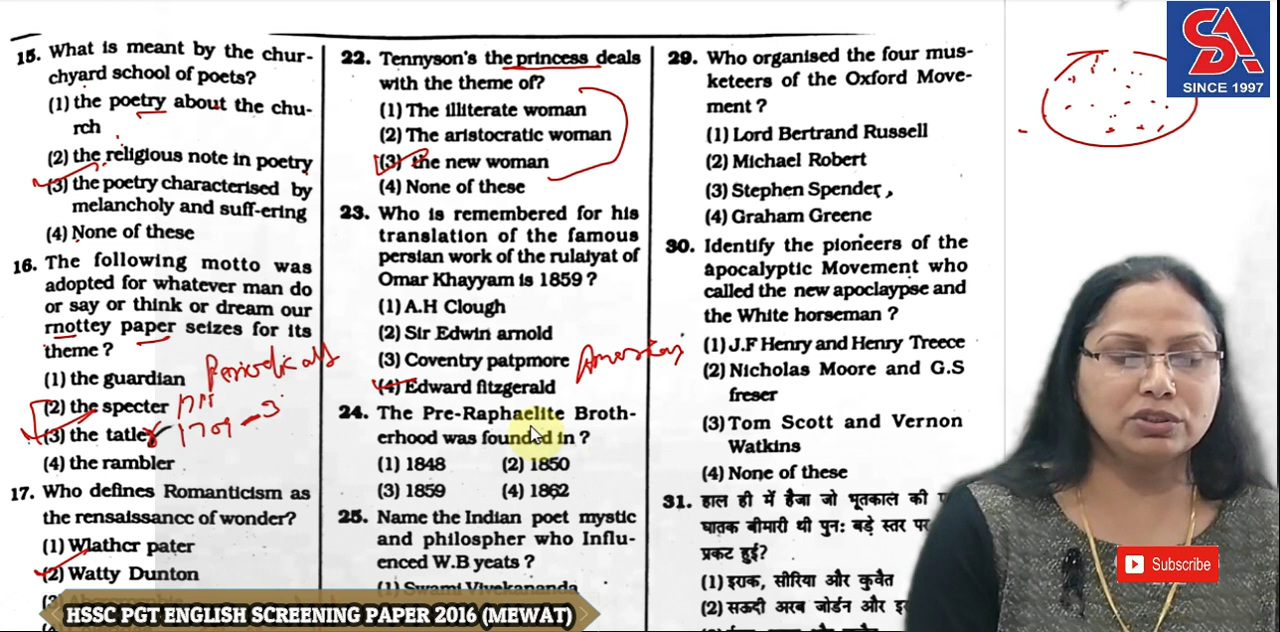 15. What is meant by the chur-
chyard school of poets?
(1) the poetry about the chu-
rch
(2) the religious note in poetry
(3) the poetry characterised by
melancholy and suff-ering
(4) None of these
16. The following motto was
adopted for whatever man do
or say or think or dream our
rnottey paper seizes for its
theme ?
(1) the guardian
Periodicals
(2) the specter 1711
(3) the tatler 1709 - 3
(4) the rambler
17. Who defines Romanticism as
the rensaissance of wonder?
(1) Wlather pater
(2) Watty Dunton
22. Tennyson's the princess deals
with the theme of?
(1) The illiterate woman
(2) The aristocratic woman
(3) the new woman
(4) None of these
23. Who is remembered for his
translation of the famous
persian work of the rulaiyat of
Omar Khayyam is 1859 ?
(1) A.H Clough
(2) Sir Edwin arnold
(3) Coventry patpmore
(4) Edward fitzgerald
24. The Pre-Raphaelite Broth-
erhood was founded in ?
(1) 1848 (2) 1850
(3) 1859 (4) 1862
25. Name the Indian poet mystic
and philospher who Influ-
enced W.B yeats ?
(1) Swami Vivekananda
29. Who organised the four mus-
keteers of the Oxford Move-
ment ?
(1) Lord Bertrand Russell
(2) Michael Robert
(3) Stephen Spender,
(4) Graham Greene
30. Identify the pioneers of the
Apocalyptic Movement who
called the new apoclaypse and
the White horseman ?
(1) J.F Henry and Henry Treece
(2) Nicholas Moore and G.S
freser
(3) Tom Scott and Vernon
Watkins
(4) None of these
31. हाल ही में हैजा जो भूतकाल की
घातक बीमारी थी पुन: बड़े स्तर पर
प्रकट हुई?
(1) इराक, सीरिया और कुवैत
(2) सऊदी अरब जोर्डन और
SA
SINCE 1997
Subscribe
HSSC PGT ENGLISH SCREENING PAPER 2016 (MEWAT)